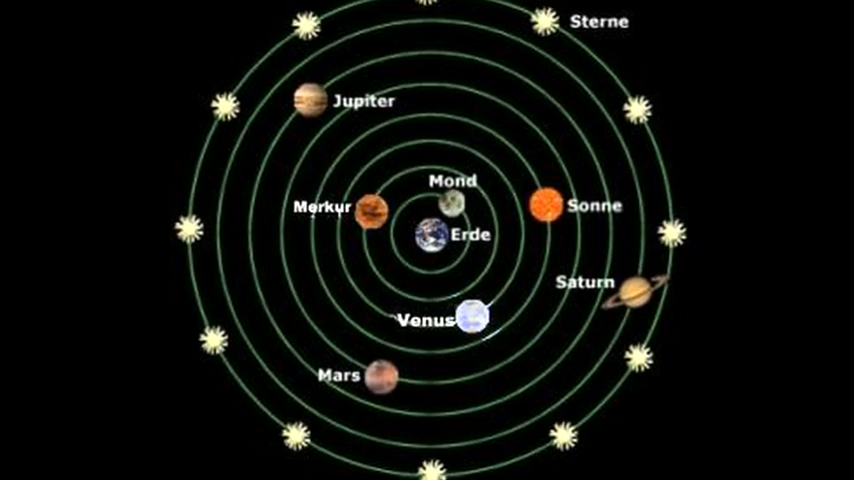 Sterne
Jupiter
Mond
Merkur
Sonne
Erde
Saturn
Venus
Mars